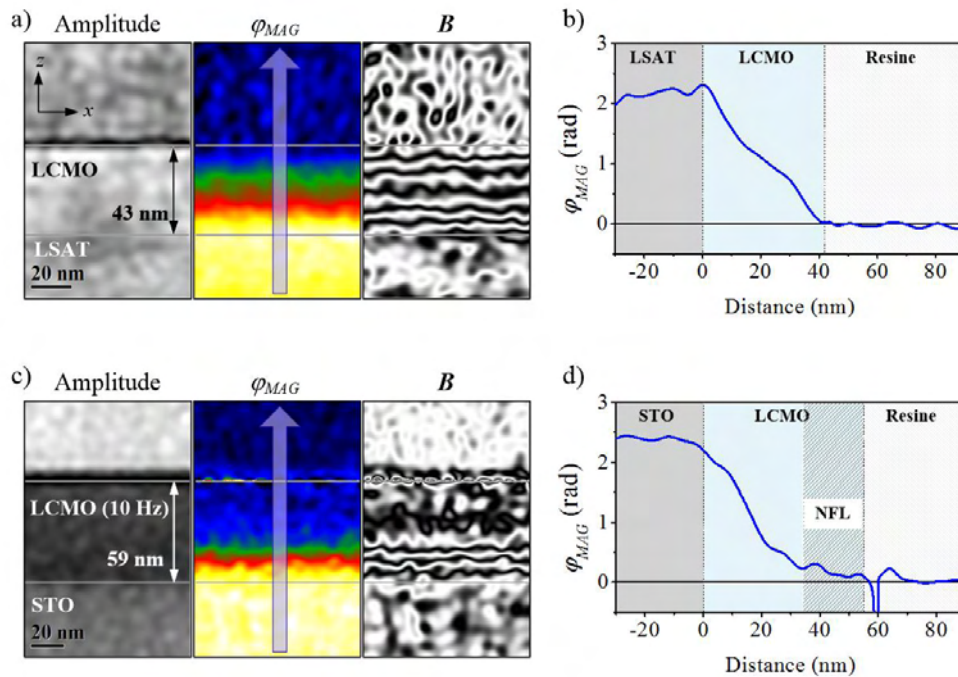 a)
Amplitude
φMAG
B
z
x
LCMO
43 nm
LSAT
20 nm
b)
3
2
1
0
φMAG (rad)
LSAT
LCMO
Resine
-20
0
20
40
60
80
Distance (nm)
c)
Amplitude
φMAG
B
LCMO (10 Hz)
59 nm
STO
20 nm
d)
3
2
1
0
φMAG (rad)
STO
LCMO
Resine
NFL
-20
0
20
40
60
80
Distance (nm)